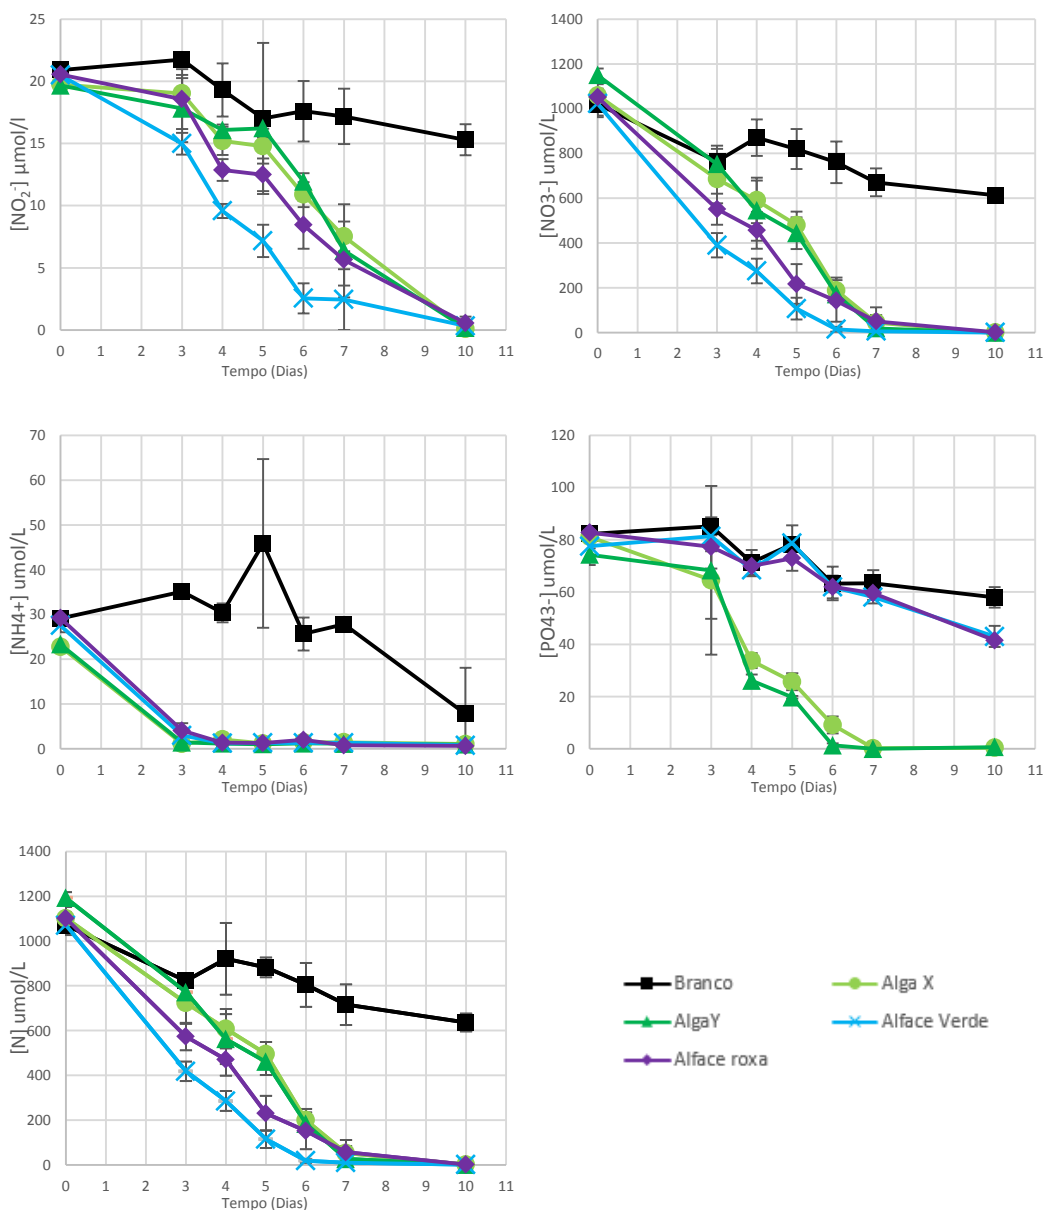 25
20
15
10
5
0
[NO2-] µmol/l
0 1 2 3 4 5 6 7 8 9 10 11
Tempo (Dias)
1400
1200
1000
800
600
400
200
0
[NO3-] umol/L
0 1 2 3 4 5 6 7 8 9 10 11
Tempo (Dias)
70
60
50
40
30
20
10
0
[NH4+] umol/L
0 1 2 3 4 5 6 7 8 9 10 11
Tempo (Dias)
120
100
80
60
40
20
0
[PO43-] umol/L
0 1 2 3 4 5 6 7 8 9 10 11
Tempo (Dias)
1400
1200
1000
800
600
400
200
0
[N] umol/L
0 1 2 3 4 5 6 7 8 9 10 11
Tempo (Dias)
Branco
Alga X
AlgaY
Alface Verde
Alface roxa